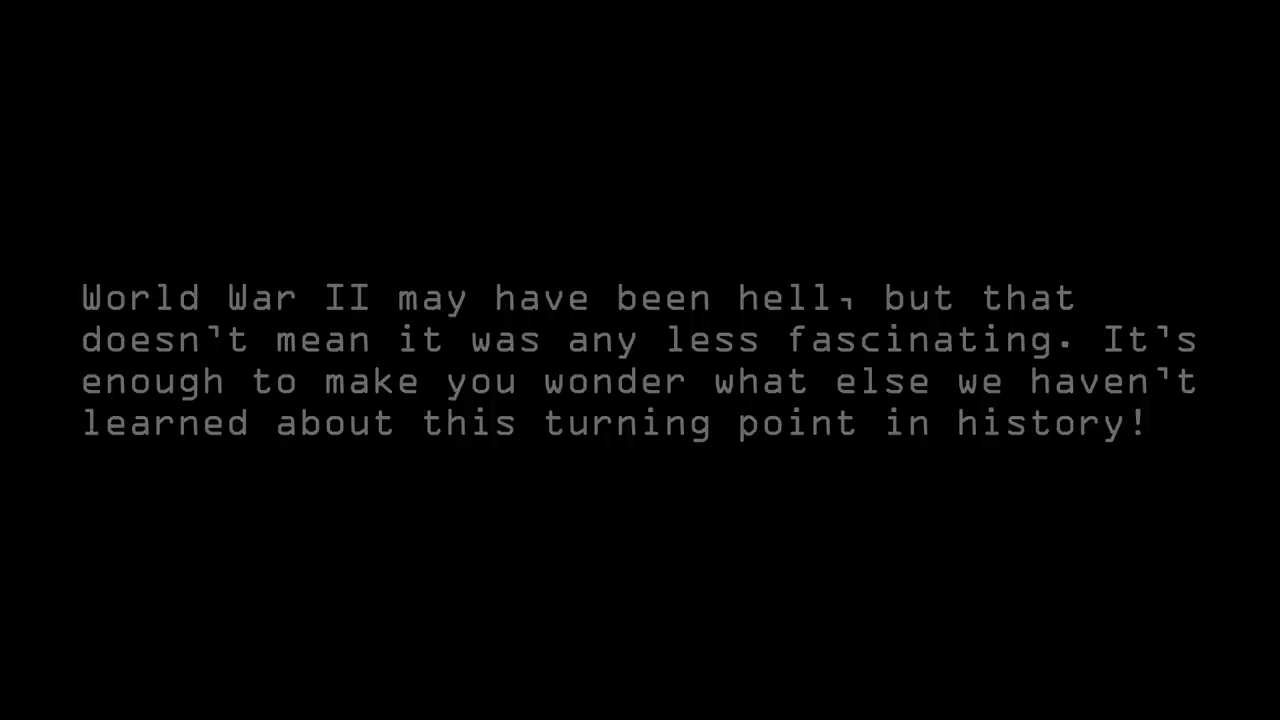 World War II may have been hell, but that
doesn't mean it was any less fascinating. It's
enough to make you wonder what else we haven't
learned about this turning point in history!